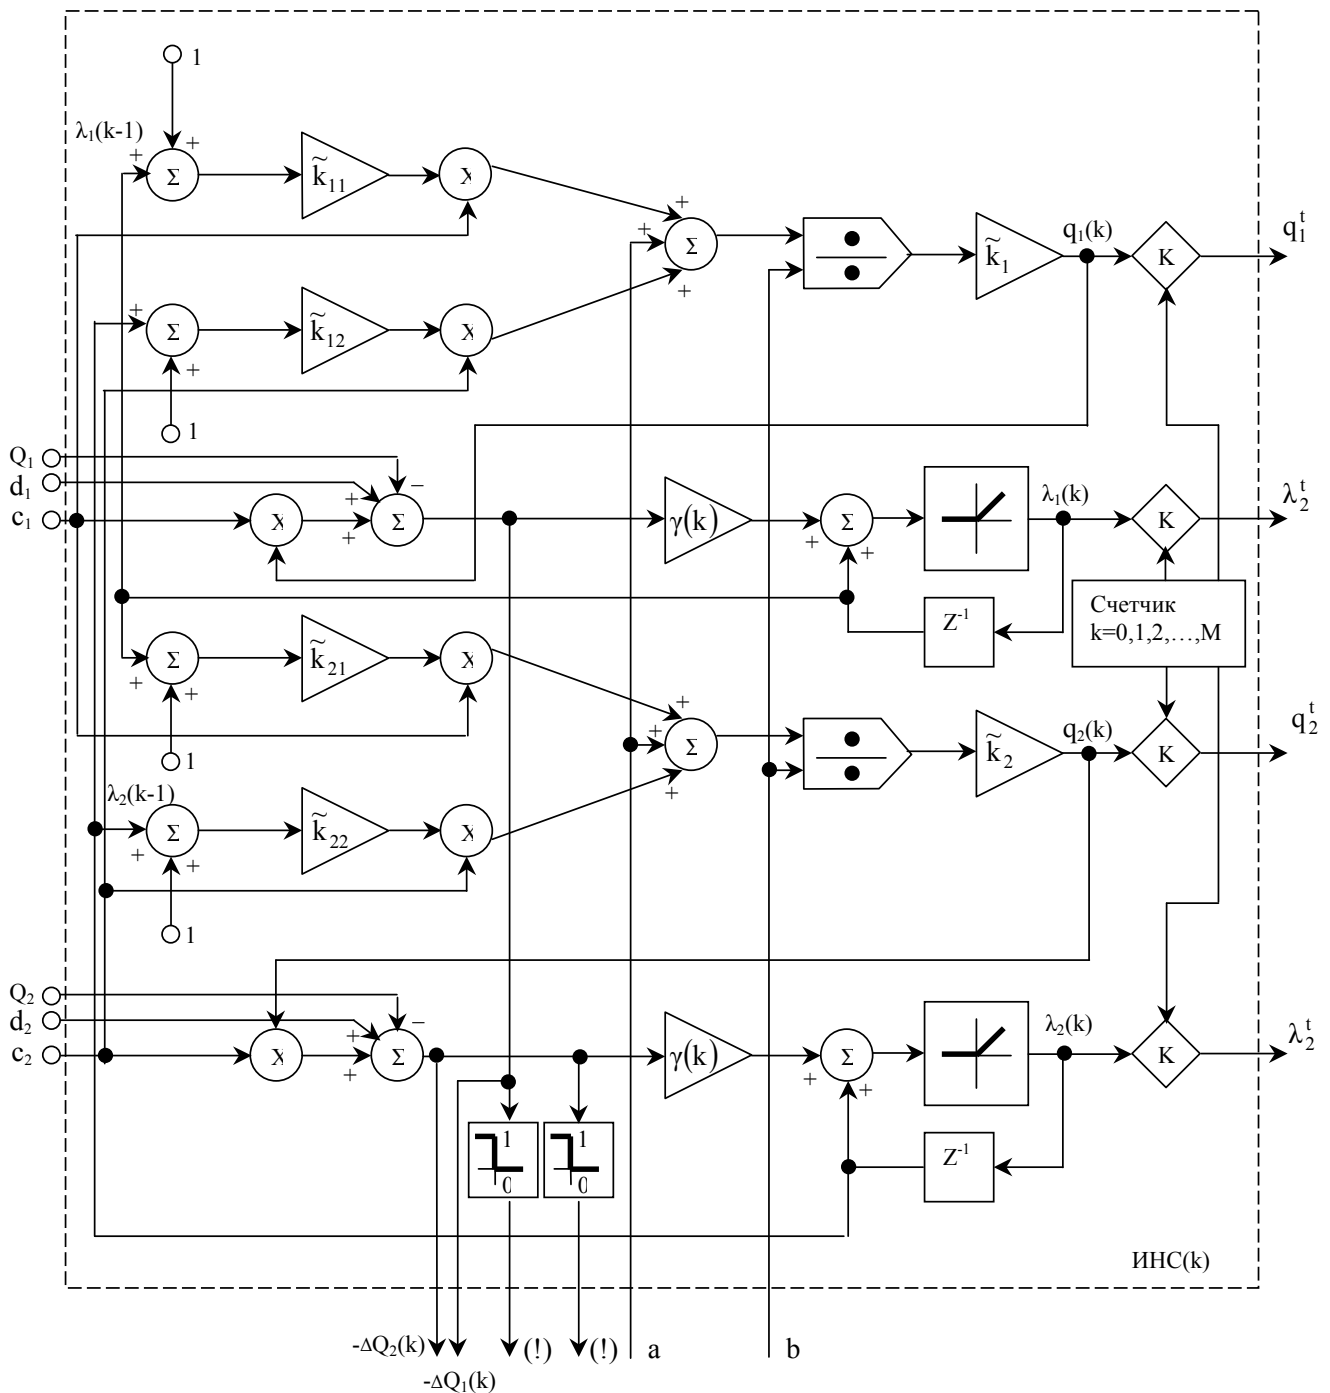 1
λ₁(k-1)
+ +
Σ
k̃₁₁
X
+
+
Σ
+
÷
k̃₁
q₁(k)
K
q₁ᵗ
+
Σ
+
k̃₁₂
X
1
Q₁
d₁
c₁
X
+
−
Σ
+
γ(k)
Σ
+ +
λ₁(k)
K
λ₂ᵗ
Z⁻¹
Счетчик
k=0,1,2,…,M
Σ
+ +
k̃₂₁
X
+
+
Σ
+
÷
k̃₂
q₂(k)
K
q₂ᵗ
1
λ₂(k-1)
Σ
+ +
k̃₂₂
X
1
Q₂
d₂
c₂
X
+
−
Σ
+
γ(k)
Σ
+ +
λ₂(k)
K
λ₂ᵗ
1
0
1
0
Z⁻¹
ИНС(k)
-ΔQ₂(k)
-ΔQ₁(k)
(!)
(!)
a
b